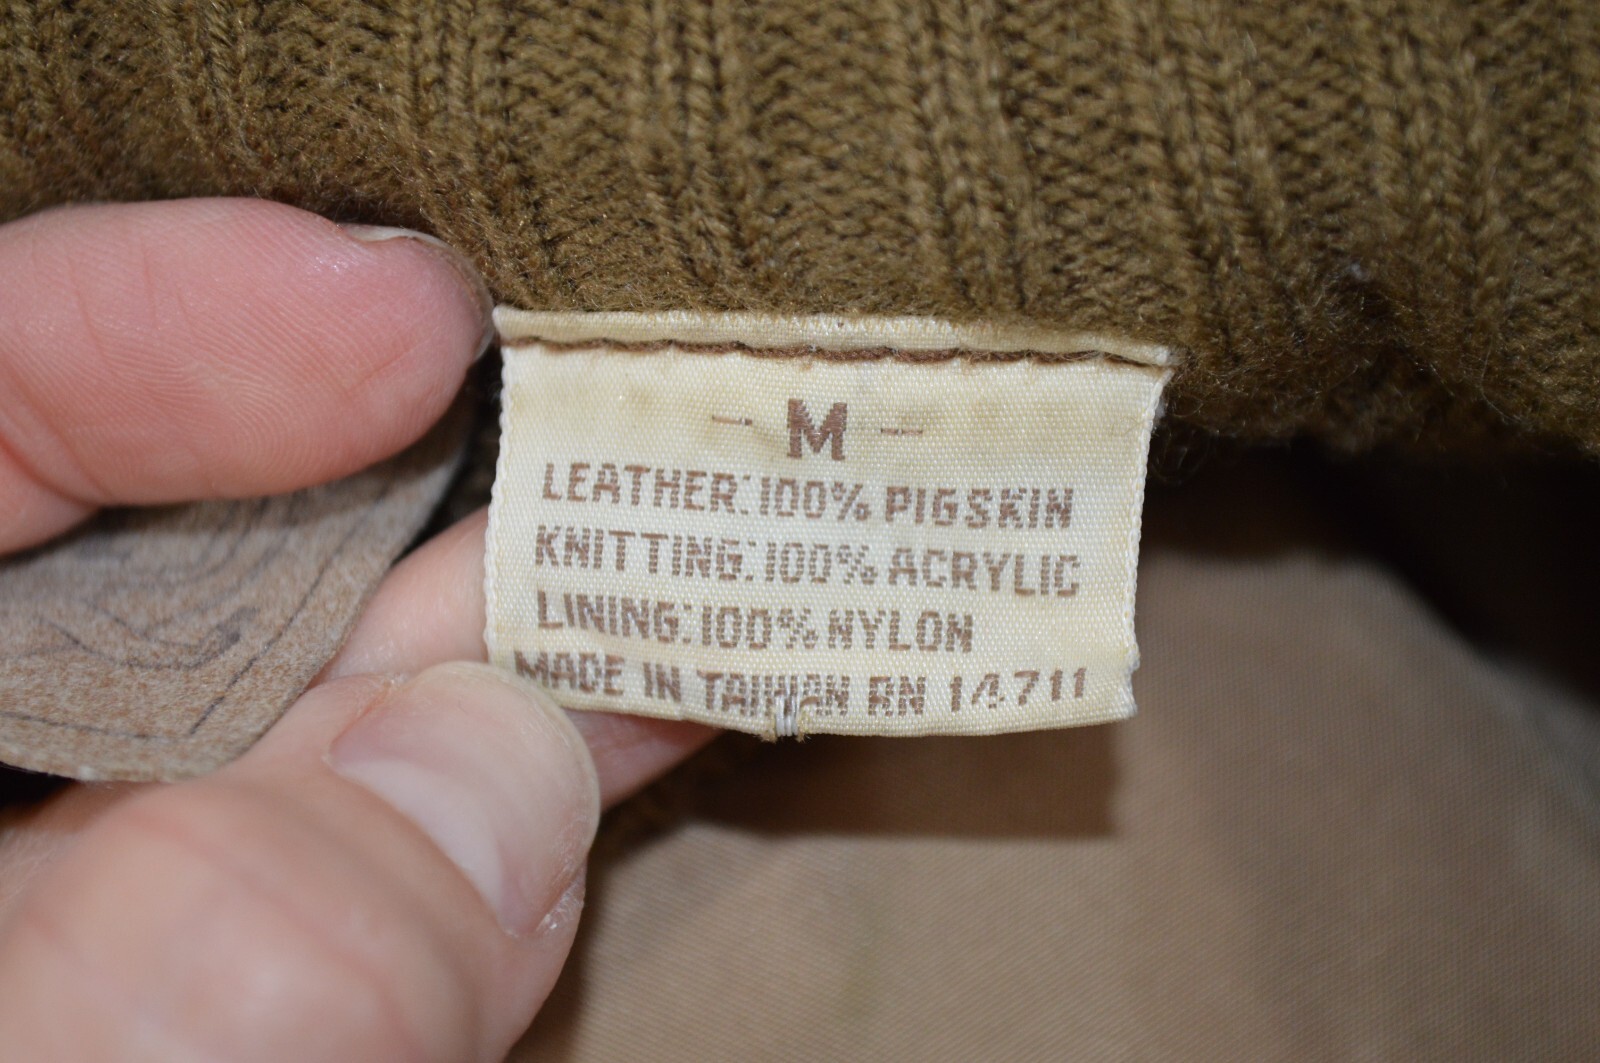 - M -
LEATHER: 100% PIGSKIN
KNITTING: 100% ACRYLIC
LINING: 100% NYLON
MADE IN TAIWAN RN 14711